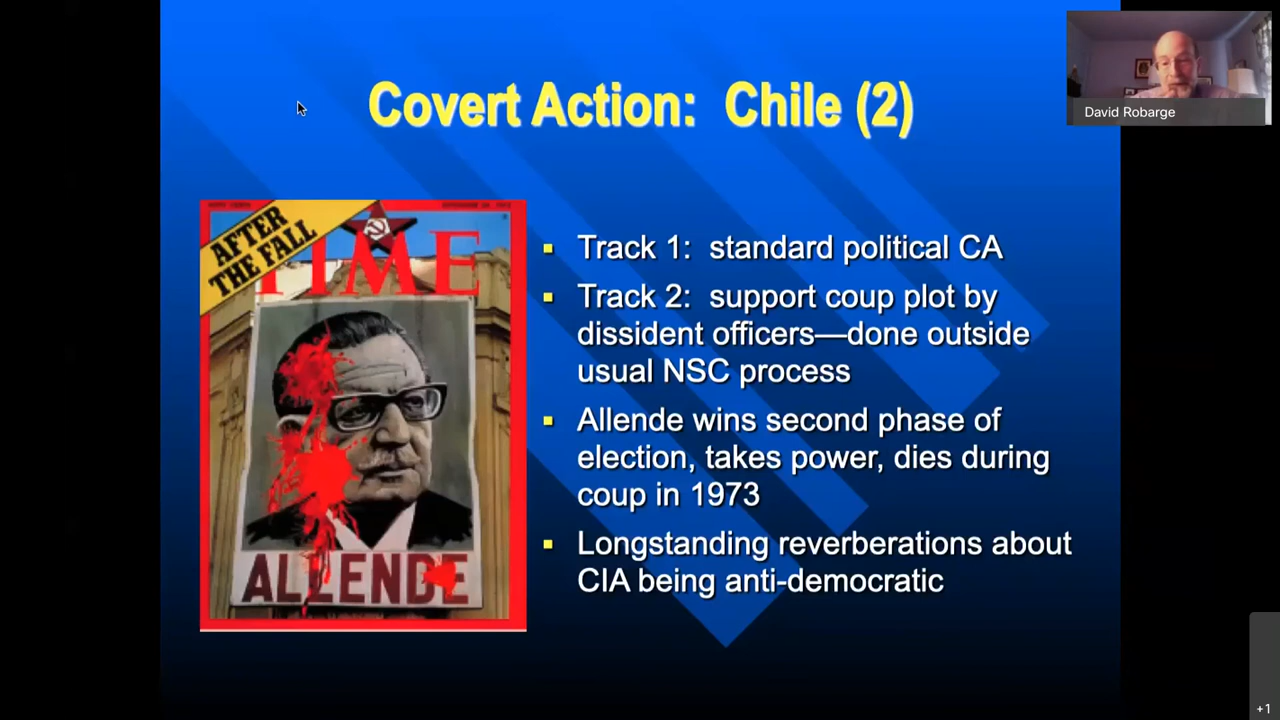 Covert Action: Chile (2)
David Robarge
AFTER
THE FALL
TIME
ALLENDE
Track 1: standard political CA
Track 2: support coup plot by
dissident officers—done outside
usual NSC process
Allende wins second phase of
election, takes power, dies during
coup in 1973
Longstanding reverberations about
CIA being anti-democratic
+1